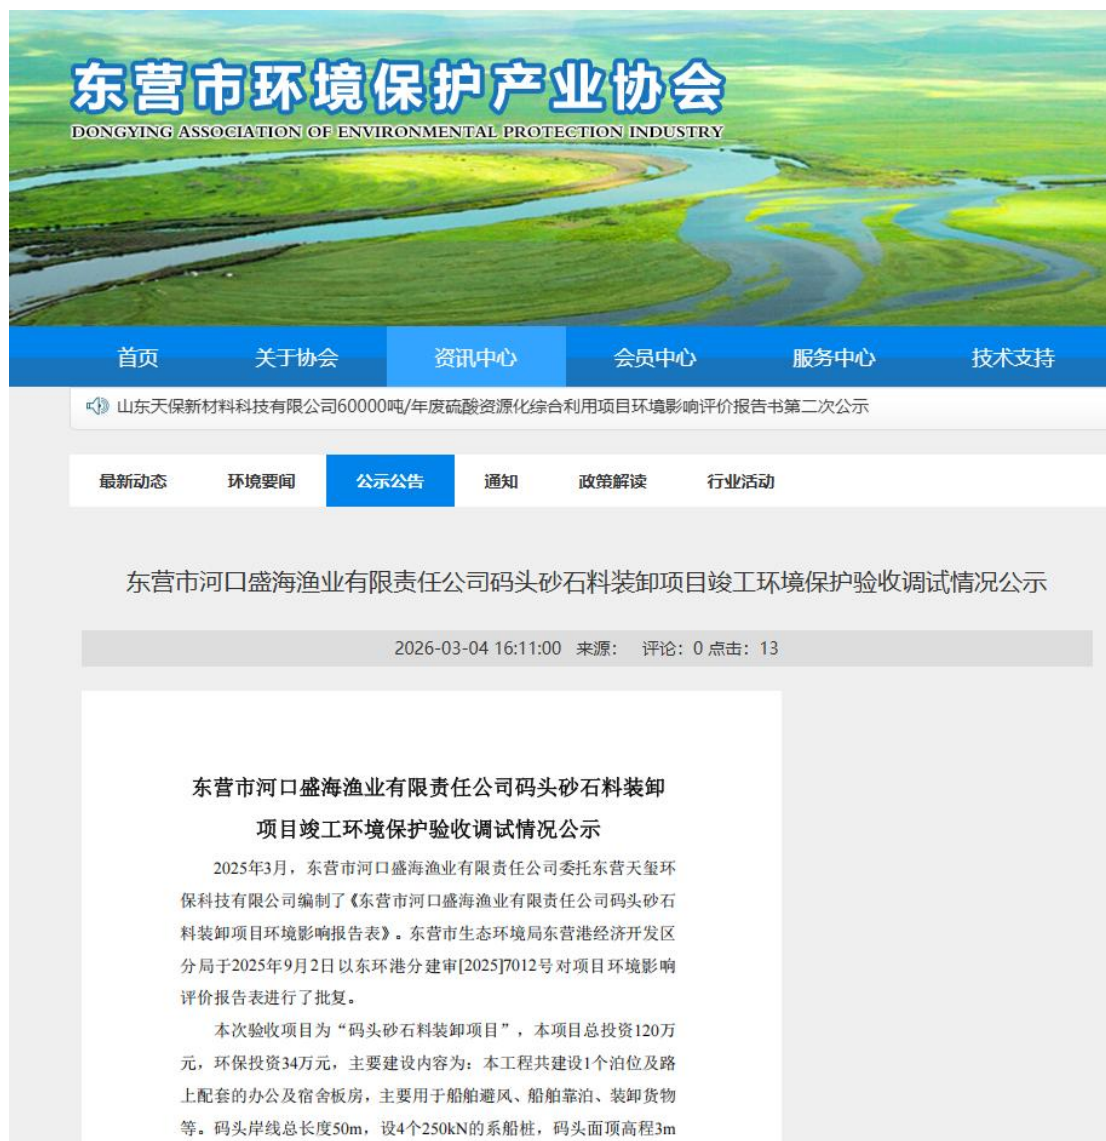 东营市环境保护产业协会
DONGYING ASSOCIATION OF ENVIRONMENTAL PROTECTION INDUSTRY
首页 关于协会 资讯中心 会员中心 服务中心 技术支持
山东天保新材料科技有限公司60000吨/年废硫酸资源化综合利用项目环境影响评价报告书第二次公示
最新动态 环境要闻 公示公告 通知 政策解读 行业活动
东营市河口盛海渔业有限责任公司码头砂石料装卸项目竣工环境保护验收调试情况公示
2026-03-04 16:11:00 来源： 评论：0 点击：13
东营市河口盛海渔业有限责任公司码头砂石料装卸
项目竣工环境保护验收调试情况公示
2025年3月，东营市河口盛海渔业有限责任公司委托东营天玺环
保科技有限公司编制了《东营市河口盛海渔业有限责任公司码头砂石
料装卸项目环境影响报告表》。东营市生态环境局东营港经济开发区
分局于2025年9月2日以东环港分建审[2025]7012号对项目环境影响
评价报告表进行了批复。
本次验收项目为“码头砂石料装卸项目”，本项目总投资120万
元，环保投资34万元，主要建设内容为：本工程共建设1个泊位及路
上配套的办公及宿舍板房，主要用于船舶避风、船舶靠泊、装卸货物
等。码头岸线总长度50m，设4个250kN的系船桩，码头面顶高程3m